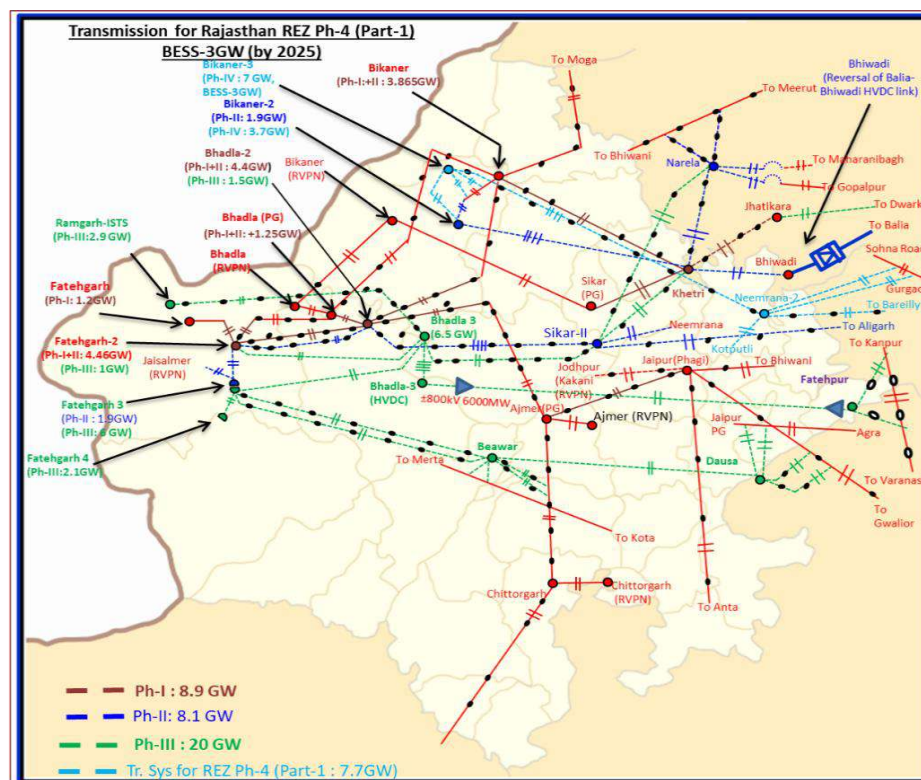 Transmission for Rajasthan REZ Ph-4 (Part-1)
BESS-3GW (by 2025)
Bikaner-3
(Ph-IV : 7 GW,
BESS-3GW)
Bikaner
(Ph-I:+II : 3.865GW)
To Moga
Bhiwadi
(Reversal of Balia-
Bhiwadi HVDC link)
To Meerut
Bikaner-2
(Ph-II: 1.9GW)
(Ph-IV : 3.7GW)
Bhadla-2
(Ph-I+II : 4.4GW)
(Ph-III : 1.5GW)
Bikaner
(RVPN)
To Bhiwani
Narela
To Maharanibagh
To Gopalpur
Jhatikara
To Dwark
To Balia
Ramgarh-ISTS
(Ph-III:2.9 GW)
Bhadla (PG)
(Ph-I+II: +1.25GW)
Bhadla
(RVPN)
Bhiwadi
Sohna Road
Gurgao
Fatehgarh
(Ph-I: 1.2GW)
Sikar
(PG)
Khetri
Neemrana-2
To Bareilly
Fatehgarh-2
(Ph-I+II: 4.46GW)
(Ph-III: 1GW)
Jaisalmer
(RVPN)
Bhadla 3
(6.5 GW)
Sikar-II
Neemrana
Kotputli
To Aligarh
To Kanpur
Jodhpur
(Kakani)
(RVPN)
Jaipur(Phagi)
To Bhiwani
Fatehpur
Bhadla-3
(HVDC)
±800kV 6000MW
Fatehgarh 3
(Ph-II: 1.9GW)
(Ph-III: 6 GW)
Ajmer(PG)
Ajmer (RVPN)
Jaipur
PG
Agra
Fatehgarh 4
(Ph-III:2.1GW)
Beawar
To Merta
Dausa
To Varanas
To
Gwalior
To Kota
Chittorgarh
Chittorgarh
(RVPN)
To Anta
Ph-I : 8.9 GW
Ph-II: 8.1 GW
Ph-III : 20 GW
Tr. Sys for REZ Ph-4 (Part-1 : 7.7GW)